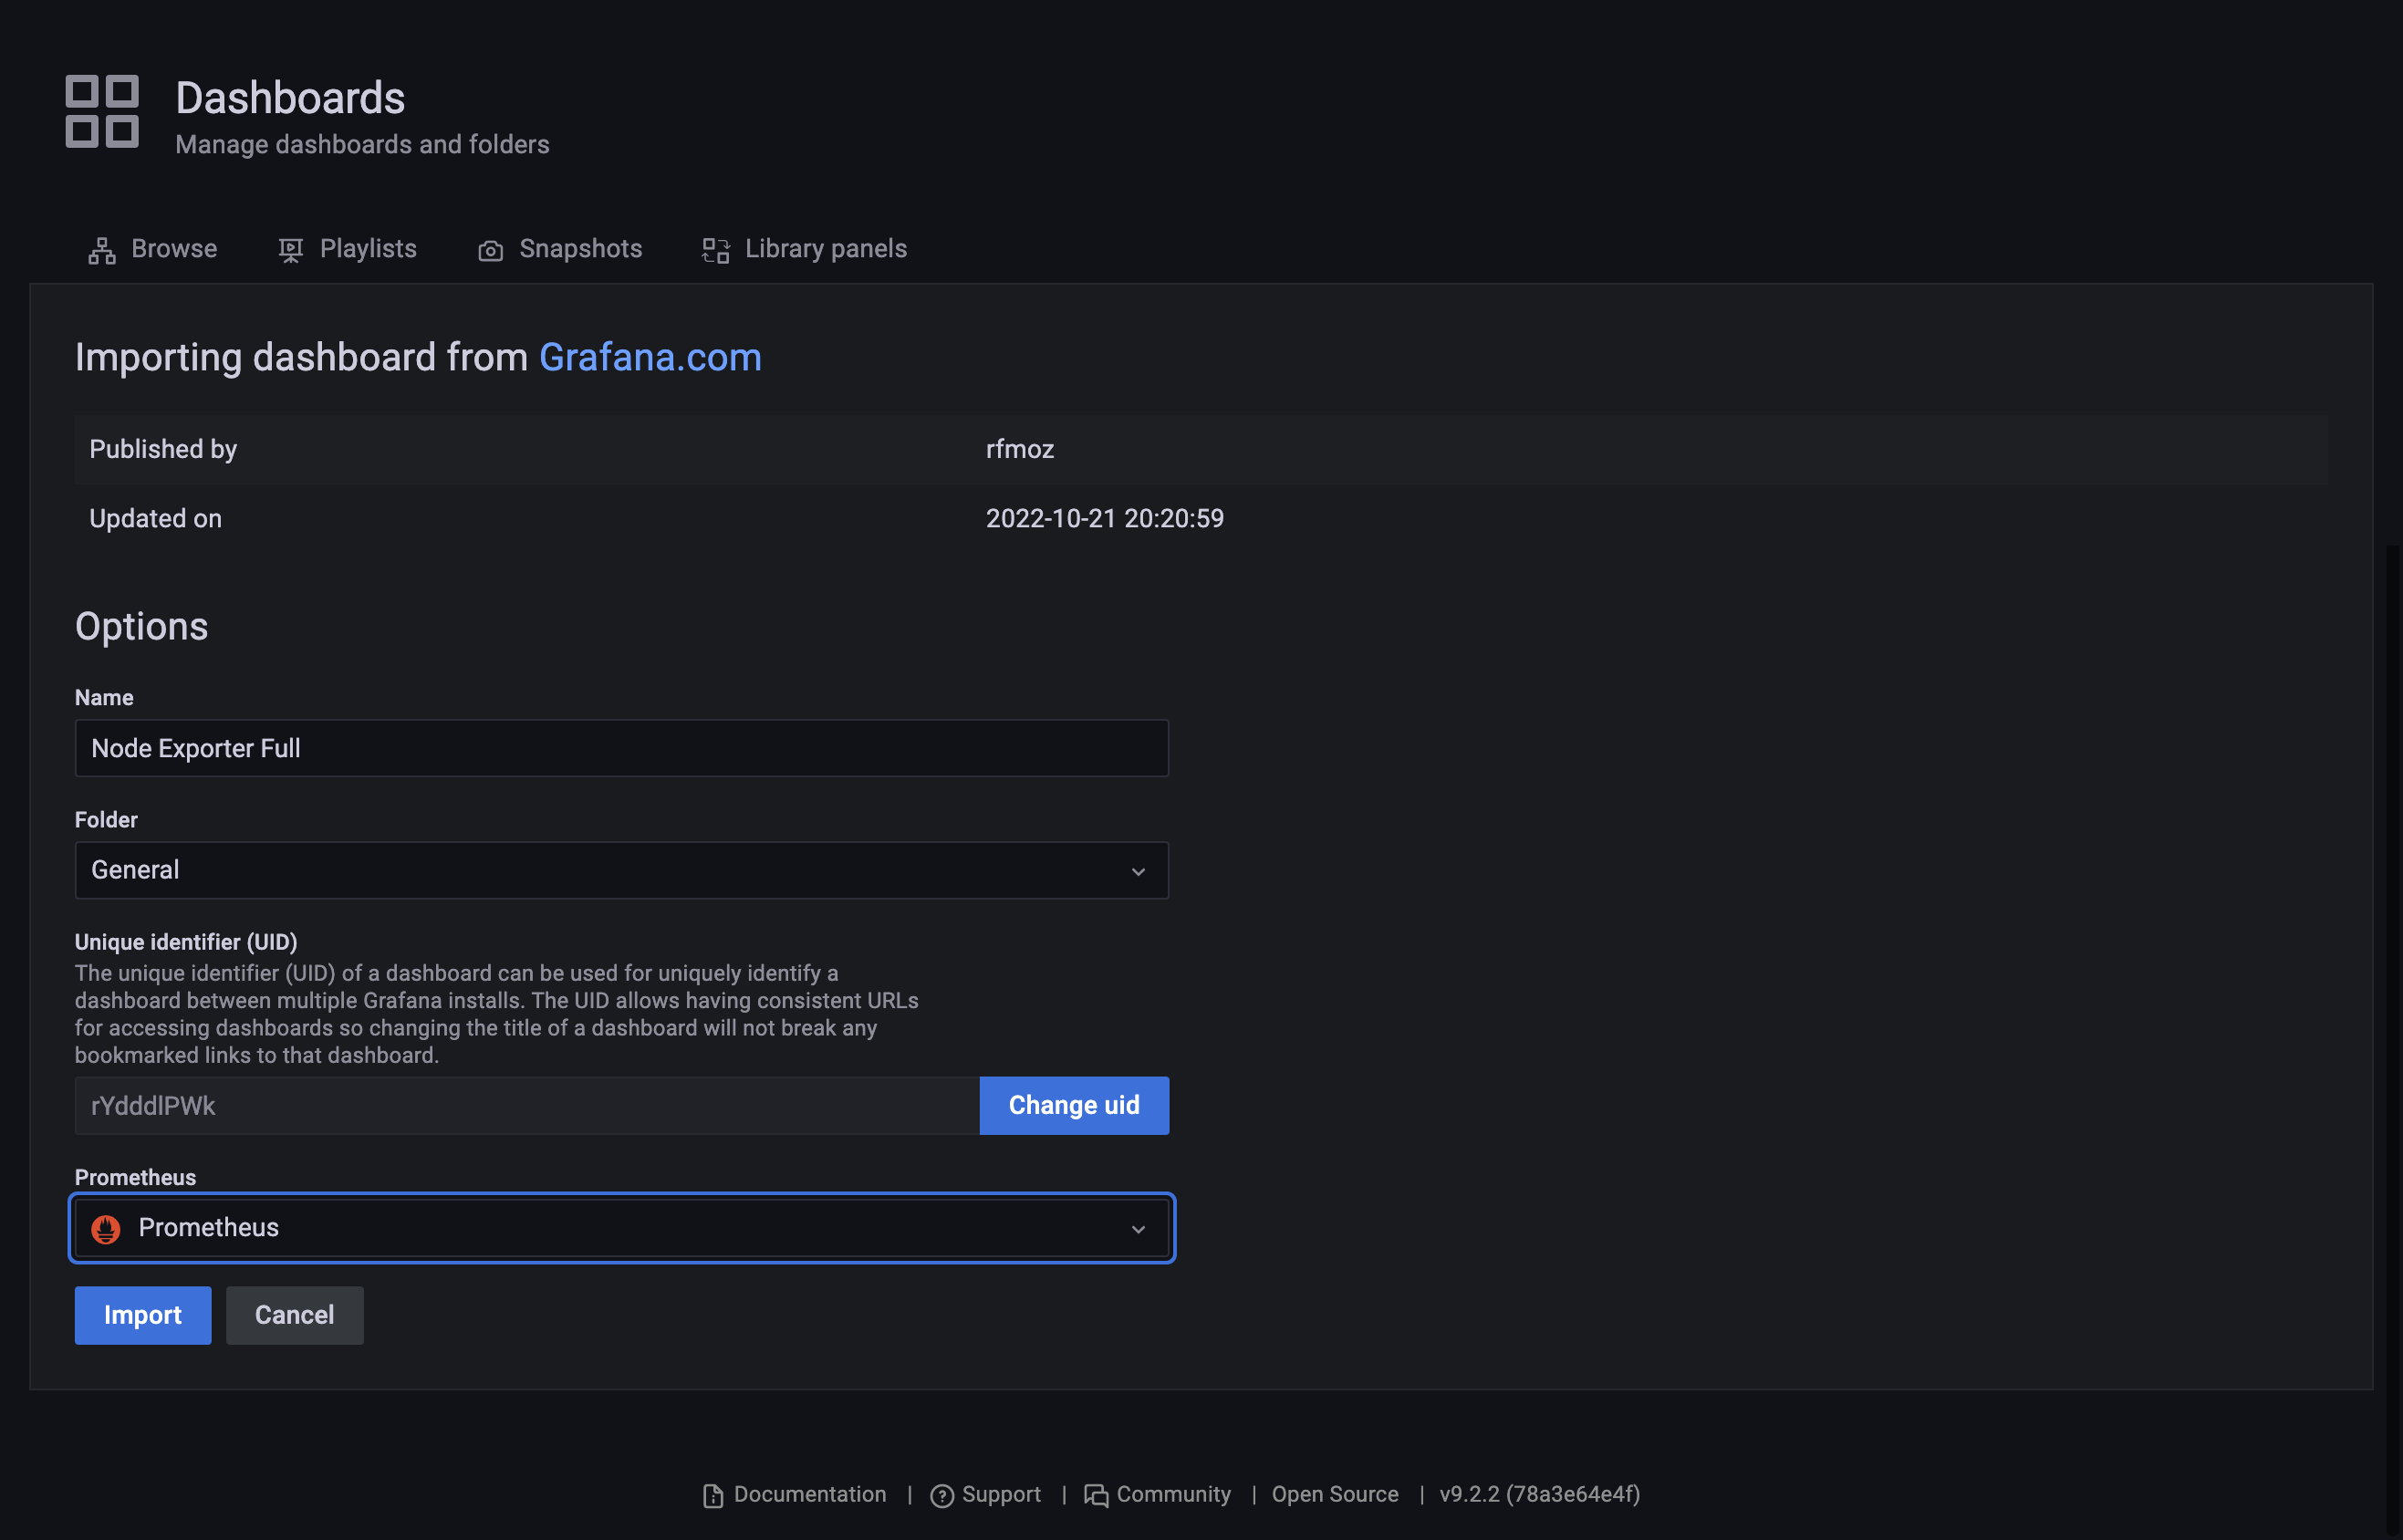 Dashboards
Manage dashboards and folders
Browse Playlists Snapshots Library panels
Importing dashboard from Grafana.com
Published by rfmoz
Updated on 2022-10-21 20:20:59
Options
Name
Node Exporter Full
Folder
General
Unique identifier (UID)
The unique identifier (UID) of a dashboard can be used for uniquely identify a
dashboard between multiple Grafana installs. The UID allows having consistent URLs
for accessing dashboards so changing the title of a dashboard will not break any
bookmarked links to that dashboard.
rYdddlPWk Change uid
Prometheus
Prometheus
Import Cancel
Documentation | Support | Community | Open Source | v9.2.2 (78a3e64e4f)